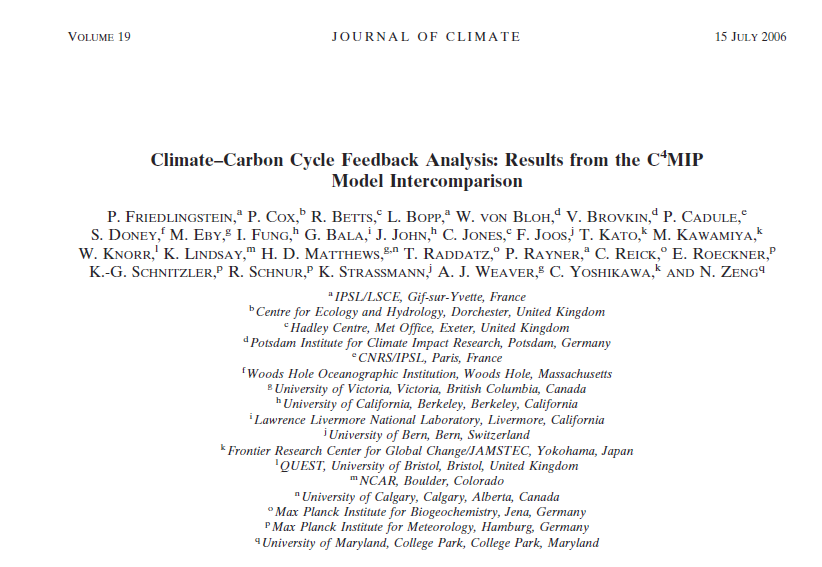 VOLUME 19 JOURNAL OF CLIMATE 15 JULY 2006
Climate–Carbon Cycle Feedback Analysis: Results from the C⁴MIP
Model Intercomparison
P. FRIEDLINGSTEIN,ᵃ P. COX,ᵇ R. BETTS,ᶜ L. BOPP,ᵃ W. VON BLOH,ᵈ V. BROVKIN,ᵈ P. CADULE,ᵉ
S. DONEY,ᶠ M. EBY,ᵍ I. FUNG,ʰ G. BALA,ⁱ J. JOHN,ʰ C. JONES,ᶜ F. JOOS,ʲ T. KATO,ᵏ M. KAWAMIYA,ᵏ
W. KNORR,ˡ K. LINDSAY,ᵐ H. D. MATTHEWS,ᵍ,ⁿ T. RADDATZ,ᵒ P. RAYNER,ᵃ C. REICK,ᵒ E. ROECKNER,ᵖ
K.-G. SCHNITZLER,ᵖ R. SCHNUR,ᵖ K. STRASSMANN,ʲ A. J. WEAVER,ᵍ C. YOSHIKAWA,ᵏ AND N. ZENG^q
ᵃ IPSL/LSCE, Gif-sur-Yvette, France
ᵇ Centre for Ecology and Hydrology, Dorchester, United Kingdom
ᶜ Hadley Centre, Met Office, Exeter, United Kingdom
ᵈ Potsdam Institute for Climate Impact Research, Potsdam, Germany
ᵉ CNRS/IPSL, Paris, France
ᶠ Woods Hole Oceanographic Institution, Woods Hole, Massachusetts
ᵍ University of Victoria, Victoria, British Columbia, Canada
ʰ University of California, Berkeley, Berkeley, California
ⁱ Lawrence Livermore National Laboratory, Livermore, California
ʲ University of Bern, Bern, Switzerland
ᵏ Frontier Research Center for Global Change/JAMSTEC, Yokohama, Japan
ˡ QUEST, University of Bristol, Bristol, United Kingdom
ᵐ NCAR, Boulder, Colorado
ⁿ University of Calgary, Calgary, Alberta, Canada
ᵒ Max Planck Institute for Biogeochemistry, Jena, Germany
ᵖ Max Planck Institute for Meteorology, Hamburg, Germany
^q University of Maryland, College Park, College Park, Maryland